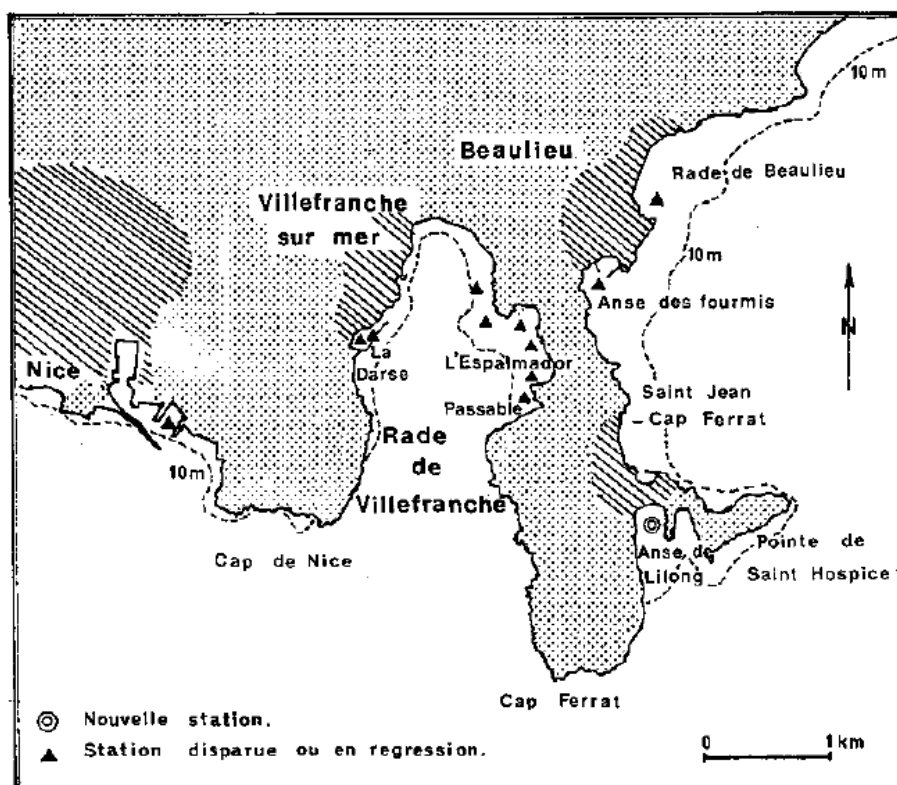 10m
Beaulieu
Rade de Beaulieu
Villefranche
sur mer
10m
Anse des fourmis
N
La
Darse
L'Espalmador
Nice
Saint Jean
- Cap Ferrat
Passable
Rade
de
Villefranche
10m
Cap de Nice
Anse de
Lilong
Pointe de
Saint Hospice
Cap Ferrat
Nouvelle station.
Station disparue ou en regression.
0 1 km